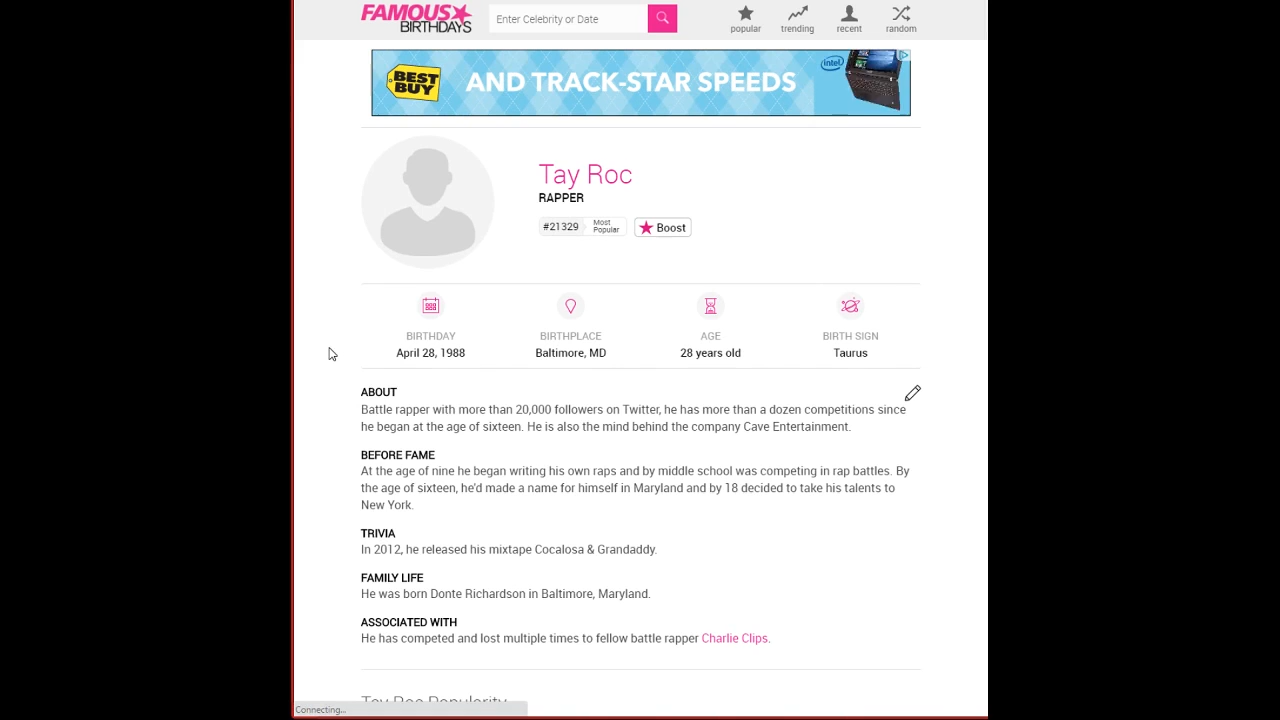 FAMOUS
BIRTHDAYS
Enter Celebrity or Date
popular
trending
recent
random
BEST
BUY
AND TRACK-STAR SPEEDS
intel
Tay Roc
RAPPER
#21329
Most
Popular
Boost
BIRTHDAY
BIRTHPLACE
AGE
BIRTH SIGN
April 28, 1988
Baltimore, MD
28 years old
Taurus
ABOUT
Battle rapper with more than 20,000 followers on Twitter, he has more than a dozen competitions since
he began at the age of sixteen. He is also the mind behind the company Cave Entertainment.
BEFORE FAME
At the age of nine he began writing his own raps and by middle school was competing in rap battles. By
the age of sixteen, he'd made a name for himself in Maryland and by 18 decided to take his talents to
New York.
TRIVIA
In 2012, he released his mixtape Cocalosa & Grandaddy.
FAMILY LIFE
He was born Donte Richardson in Baltimore, Maryland.
ASSOCIATED WITH
He has competed and lost multiple times to fellow battle rapper Charlie Clips.
Tay Roc Popularity
Connecting...